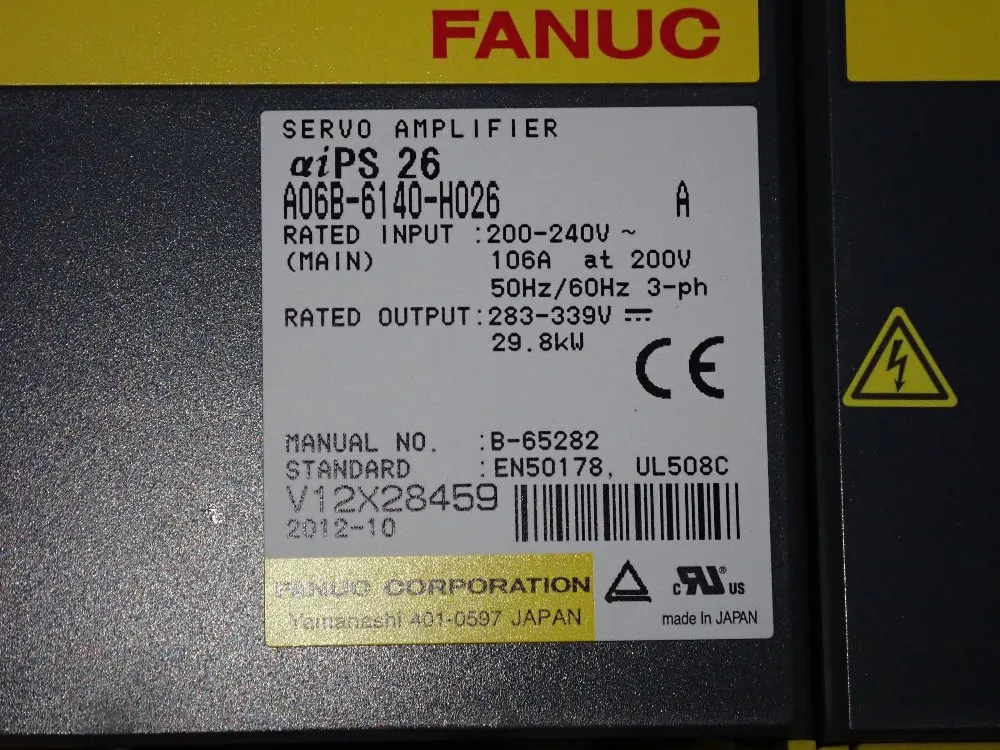 FANUC
SERVO AMPLIFIER
αiPS 26
A06B-6140-H026 A
RATED INPUT :200-240V ~
(MAIN) 106A at 200V
50Hz/60Hz 3-ph
RATED OUTPUT:283-339V ⎓
29.8kW
CE
MANUAL NO. :B-65282
STANDARD :EN50178, UL508C
V12X28459
2012-10
FANUC CORPORATION
Yamanashi 401-0597 JAPAN
c RU® US
made In JAPAN